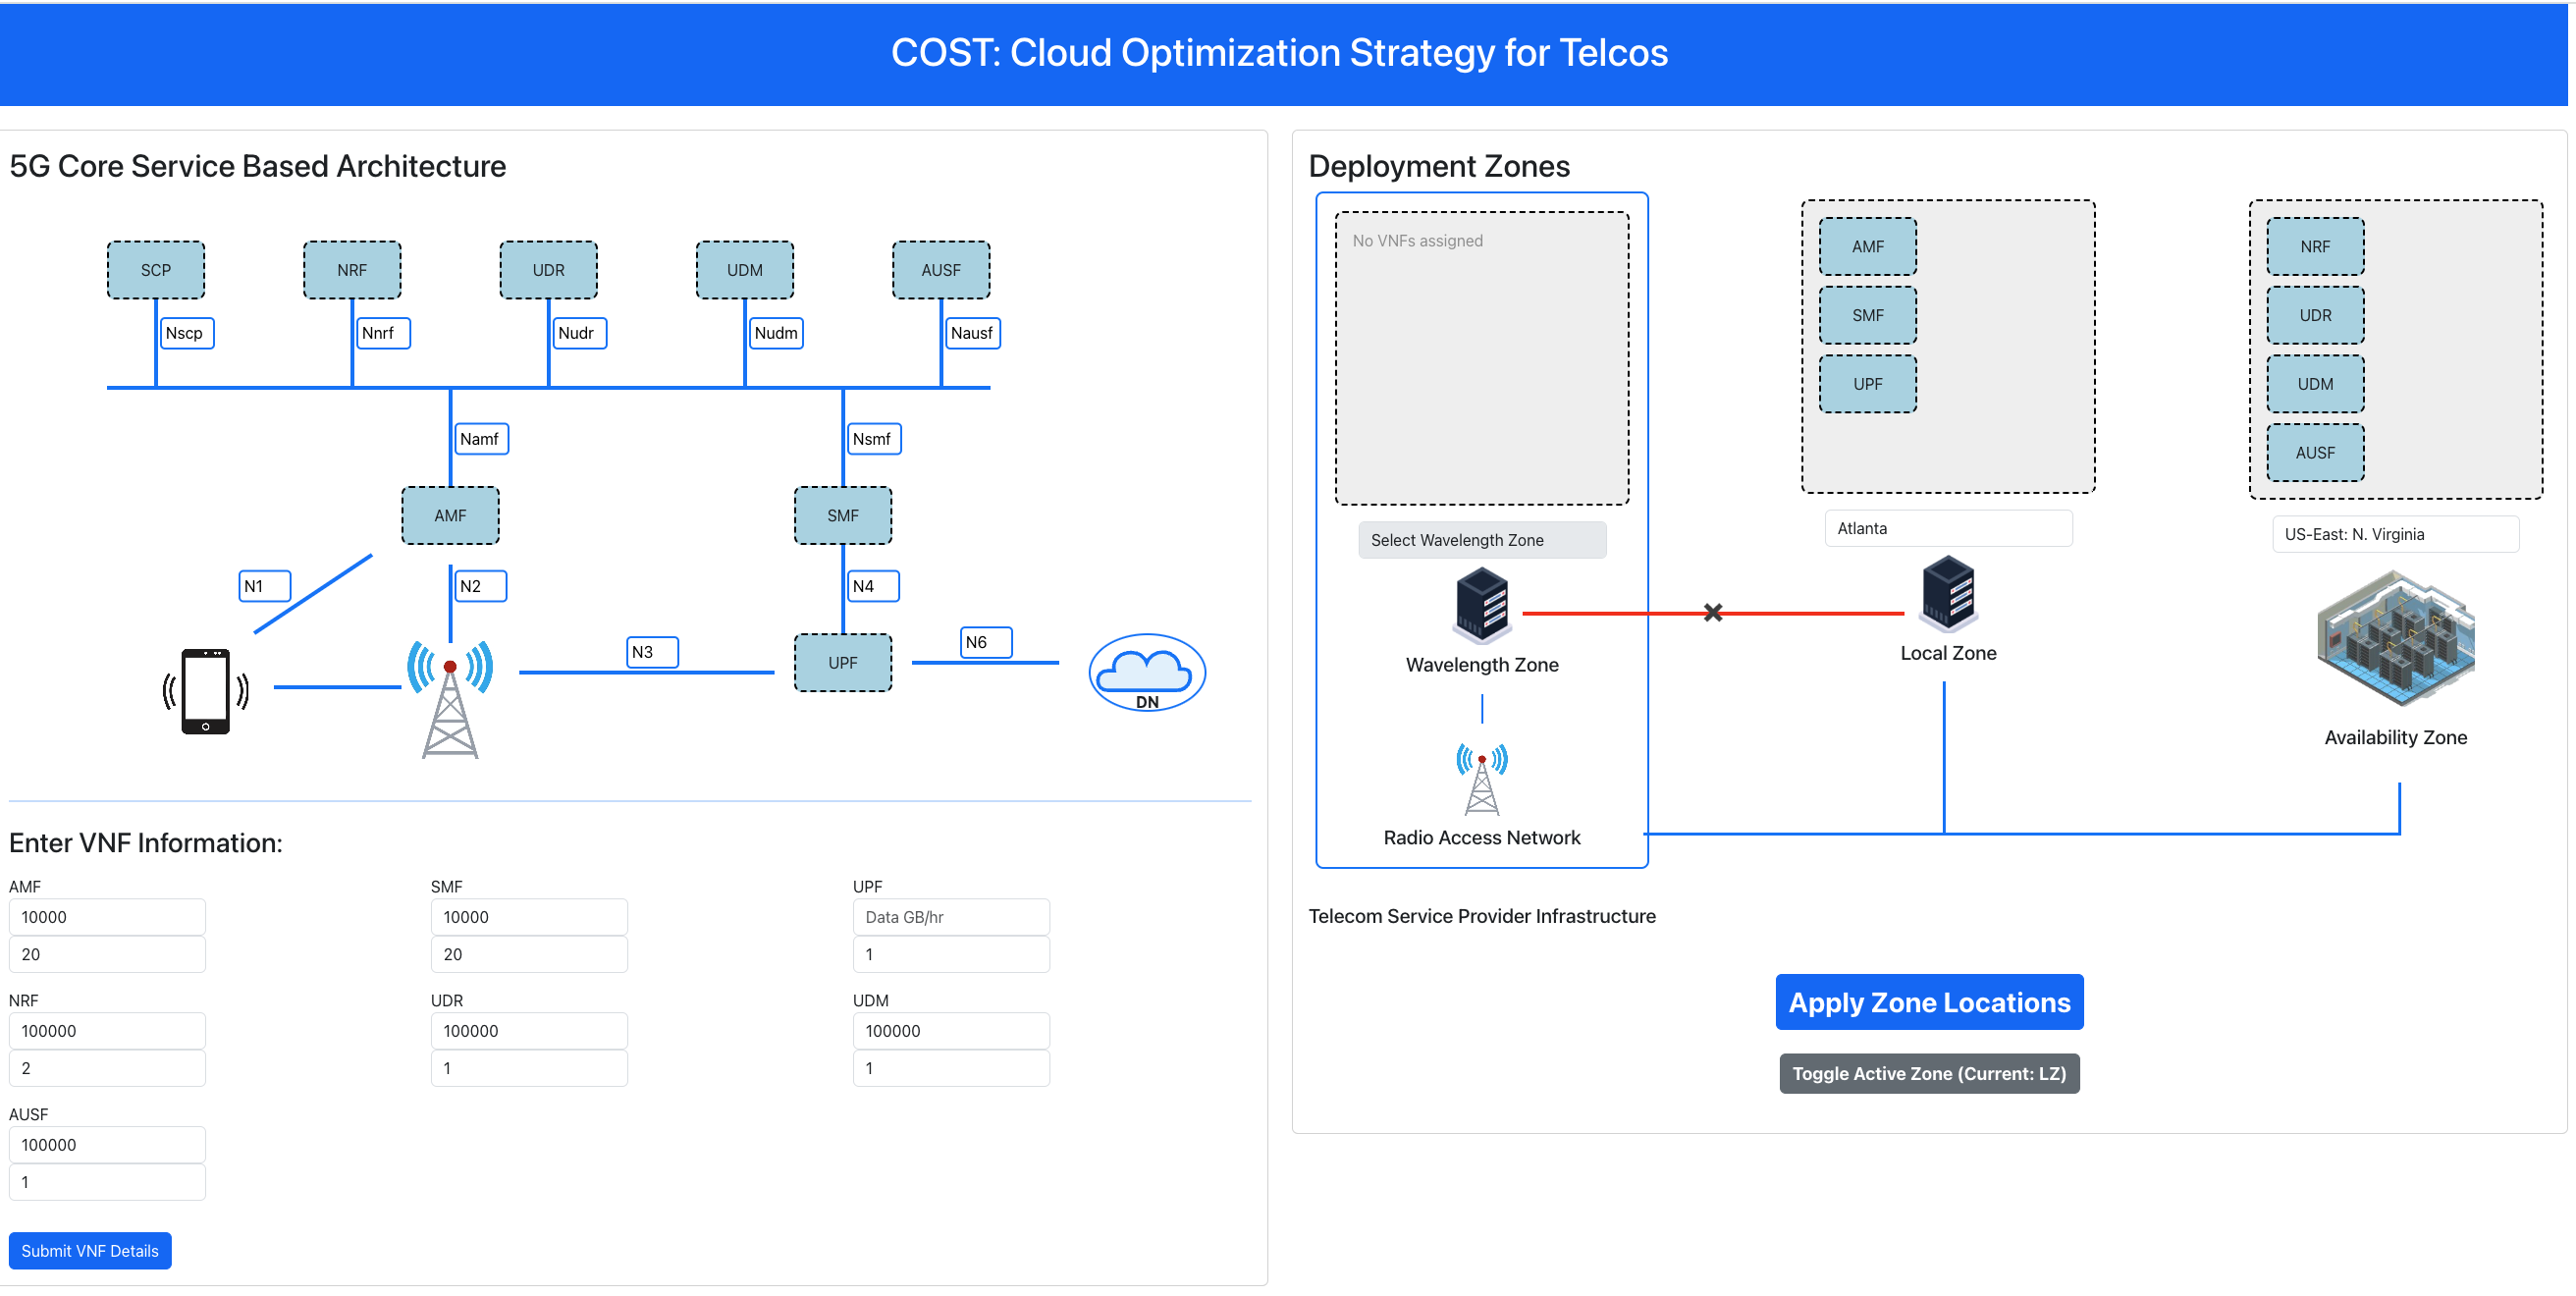 COST: Cloud Optimization Strategy for Telcos
5G Core Service Based Architecture
SCP
NRF
UDR
UDM
AUSF
Nscp
Nnrf
Nudr
Nudm
Nausf
Namf
Nsmf
AMF
SMF
N1
N2
N4
N3
UPF
N6
DN
Enter VNF Information:
AMF
10000
20
SMF
10000
20
UPF
Data GB/hr
1
NRF
100000
2
UDR
100000
1
UDM
100000
1
AUSF
100000
1
Submit VNF Details
Deployment Zones
No VNFs assigned
Select Wavelength Zone
Wavelength Zone
Radio Access Network
AMF
SMF
UPF
Atlanta
Local Zone
NRF
UDR
UDM
AUSF
US-East: N. Virginia
Availability Zone
Telecom Service Provider Infrastructure
Apply Zone Locations
Toggle Active Zone (Current: LZ)